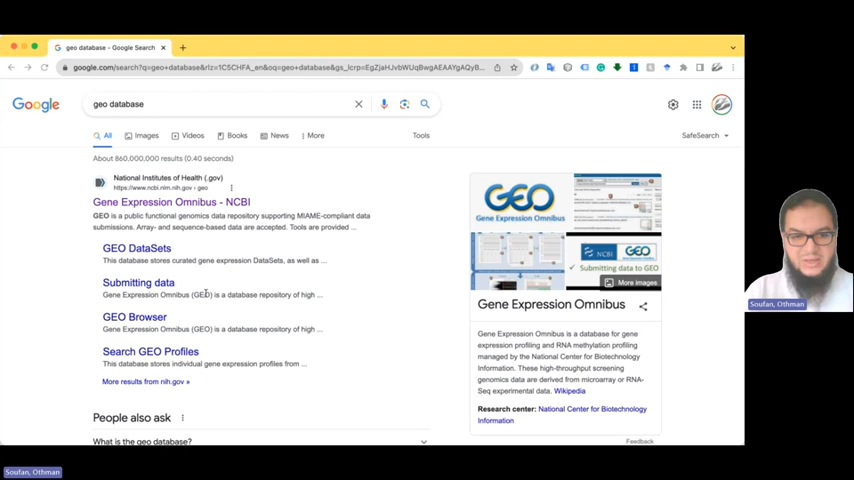 geo database - Google Search
google.com/search?q=geo+database&rlz=1C5CHFA_en&oq=geo+database&gs_lcrp=EgZjaHJvbWUqBwgAEAAYgAQyB...
Google
geo database
All
Images
Videos
Books
News
More
Tools
SafeSearch
About 860,000,000 results (0.40 seconds)
National Institutes of Health (.gov)
https://www.ncbi.nlm.nih.gov › geo
Gene Expression Omnibus - NCBI
GEO is a public functional genomics data repository supporting MIAME-compliant data
submissions. Array- and sequence-based data are accepted. Tools are provided ...
GEO DataSets
This database stores curated gene expression DataSets, as well as ...
Submitting data
Gene Expression Omnibus (GEO) is a database repository of high ...
GEO Browser
Gene Expression Omnibus (GEO) is a database repository of high ...
Search GEO Profiles
This database stores individual gene expression profiles from ...
More results from nih.gov »
People also ask
What is the geo database?
GEO
Gene Expression Omnibus
NCBI
GEO
Gene Expression Omnibus
✓ Submitting data to GEO
More images
Gene Expression Omnibus
Gene Expression Omnibus is a database for gene
expression profiling and RNA methylation profiling
managed by the National Center for Biotechnology
Information. These high-throughput screening
genomics data are derived from microarray or RNA-
Seq experimental data. Wikipedia
Research center: National Center for Biotechnology
Information
Feedback
Soufan, Othman
Soufan, Othman